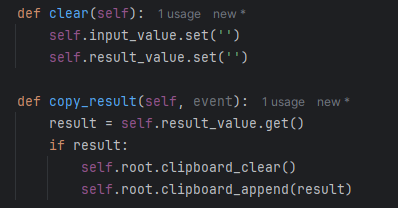 def clear(self): 1 usage new *
    self.input_value.set('')
    self.result_value.set('')

def copy_result(self, event): 1 usage new *
    result = self.result_value.get()
    if result:
        self.root.clipboard_clear()
        self.root.clipboard_append(result)